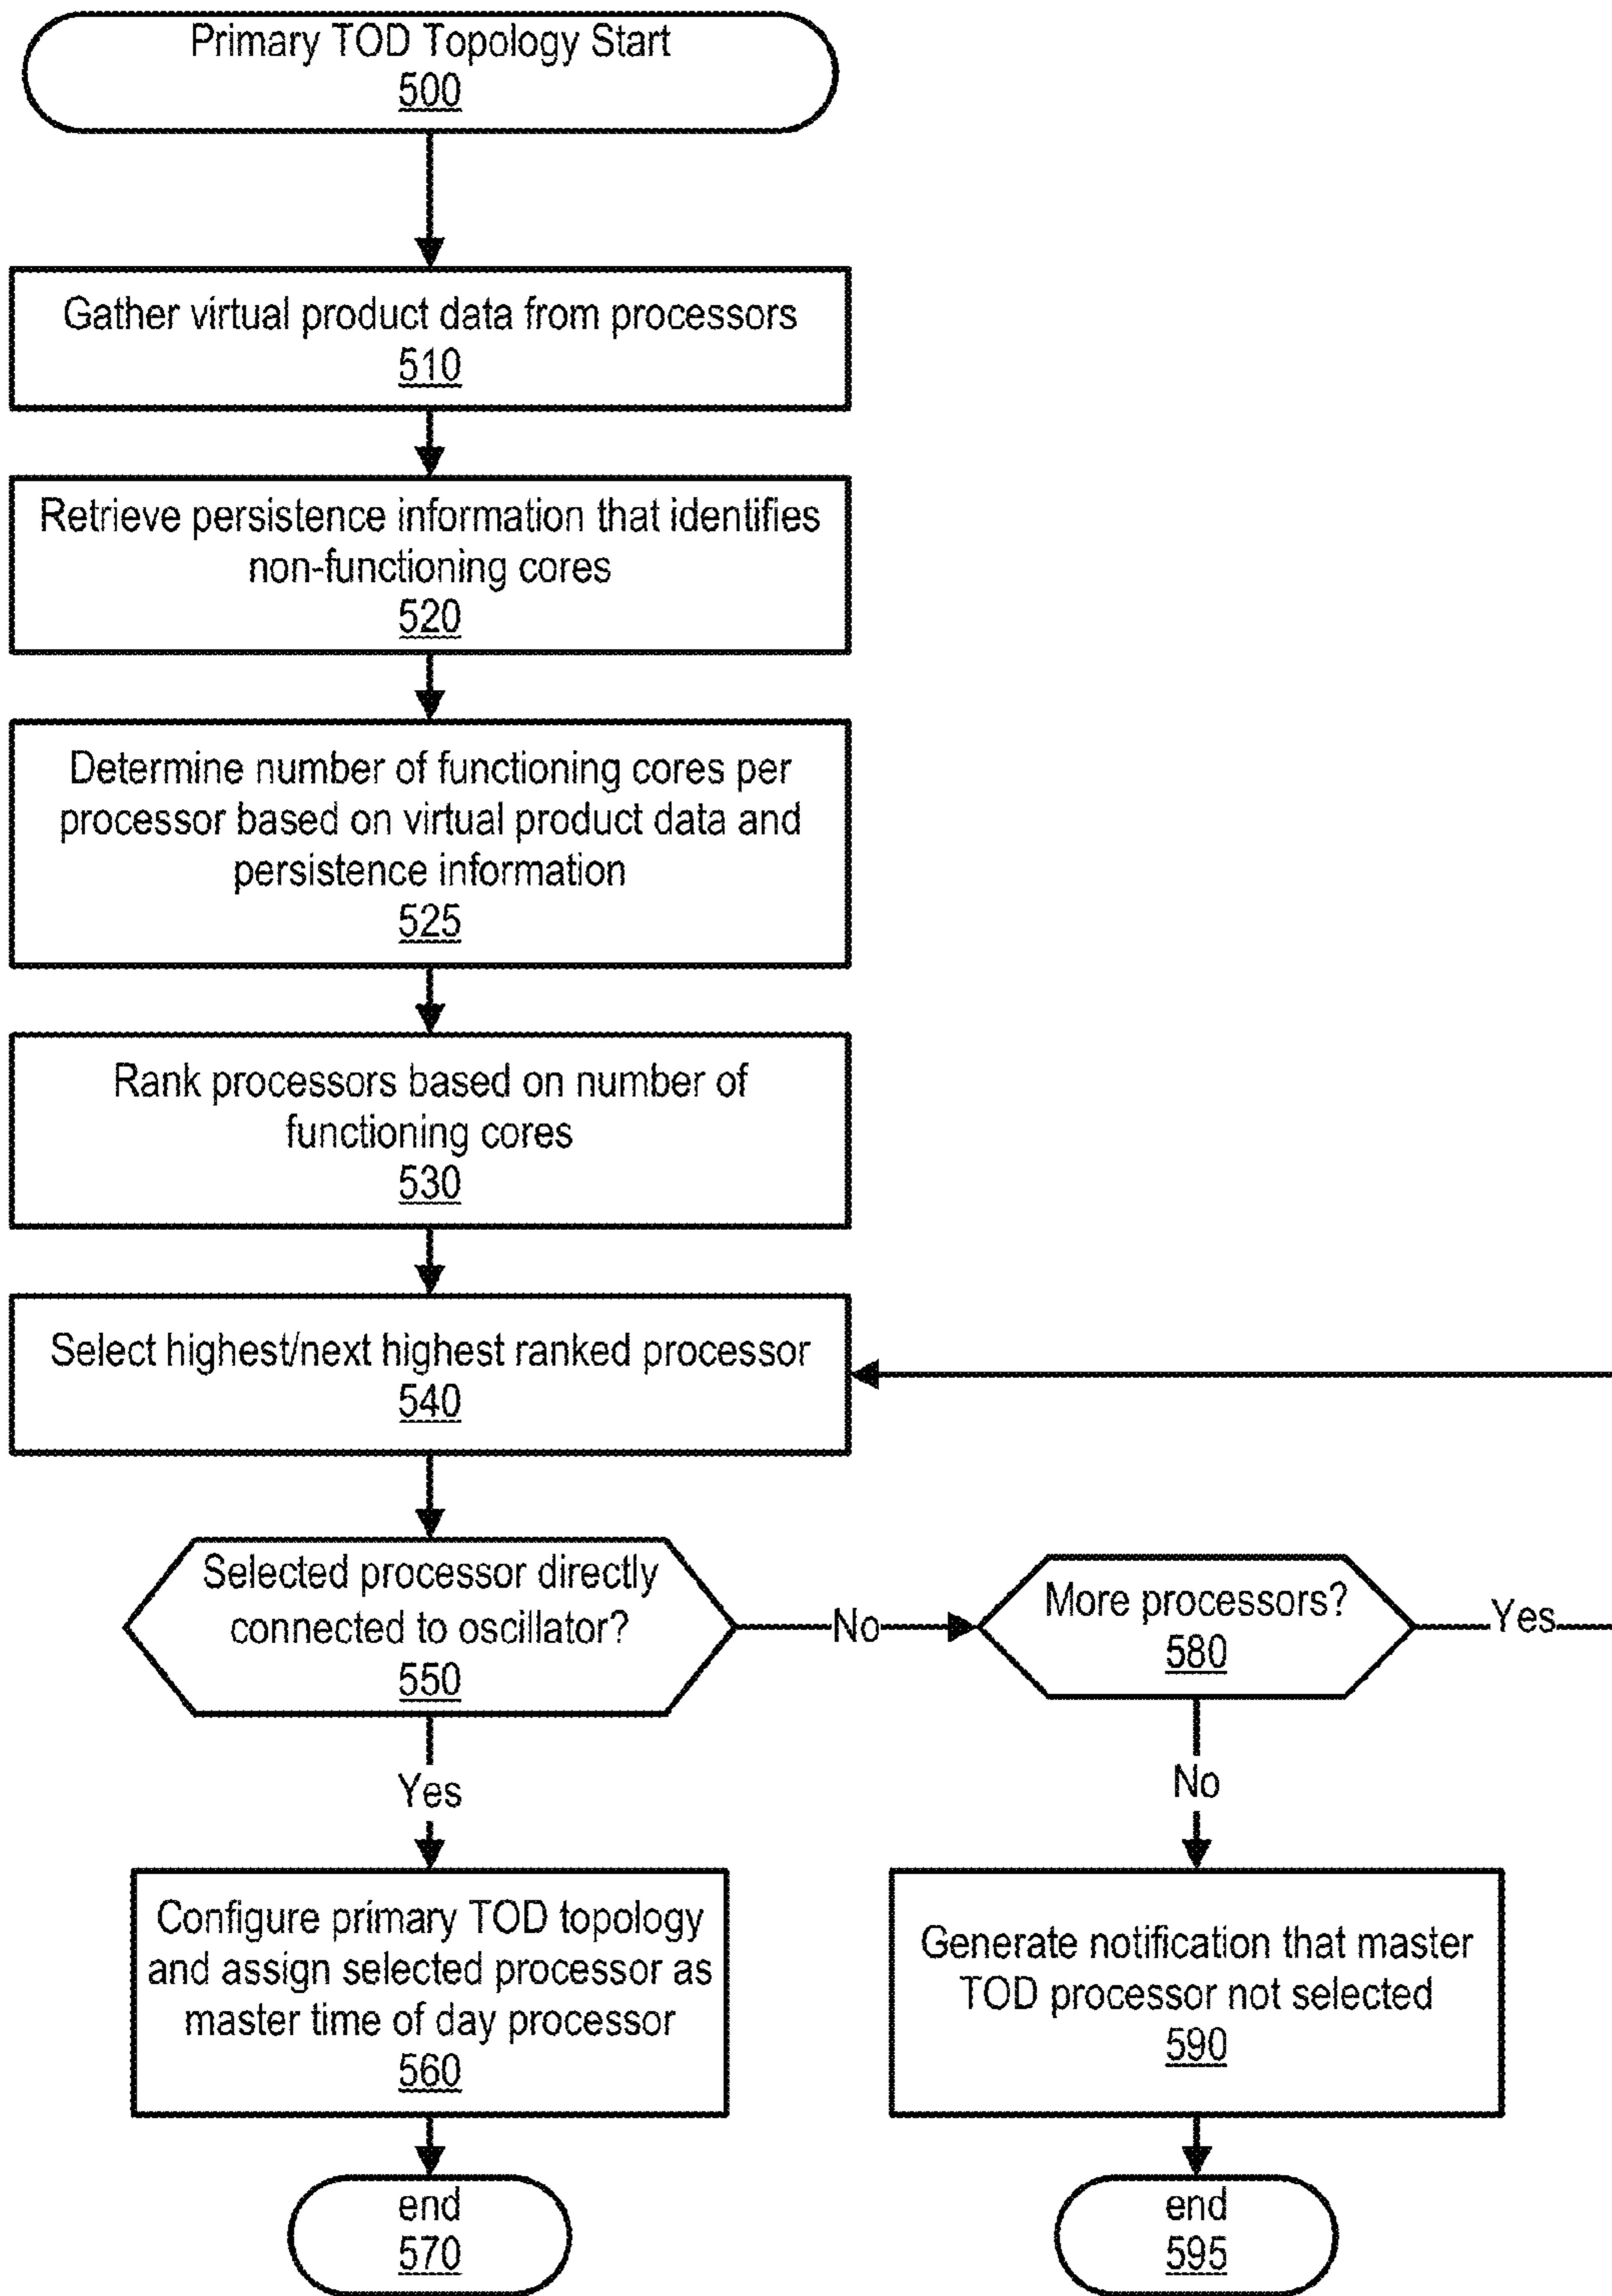 Primary TOD Topology Start
500
Gather virtual product data from processors
510
Retrieve persistence information that identifies
non-functioning cores
520
Determine number of functioning cores per
processor based on virtual product data and
persistence information
525
Rank processors based on number of
functioning cores
530
Select highest/next highest ranked processor
540
Selected processor directly
connected to oscillator?
550
No
More processors?
580
Yes
Yes
No
Configure primary TOD topology
and assign selected processor as
master time of day processor
560
Generate notification that master
TOD processor not selected
590
end
570
end
595